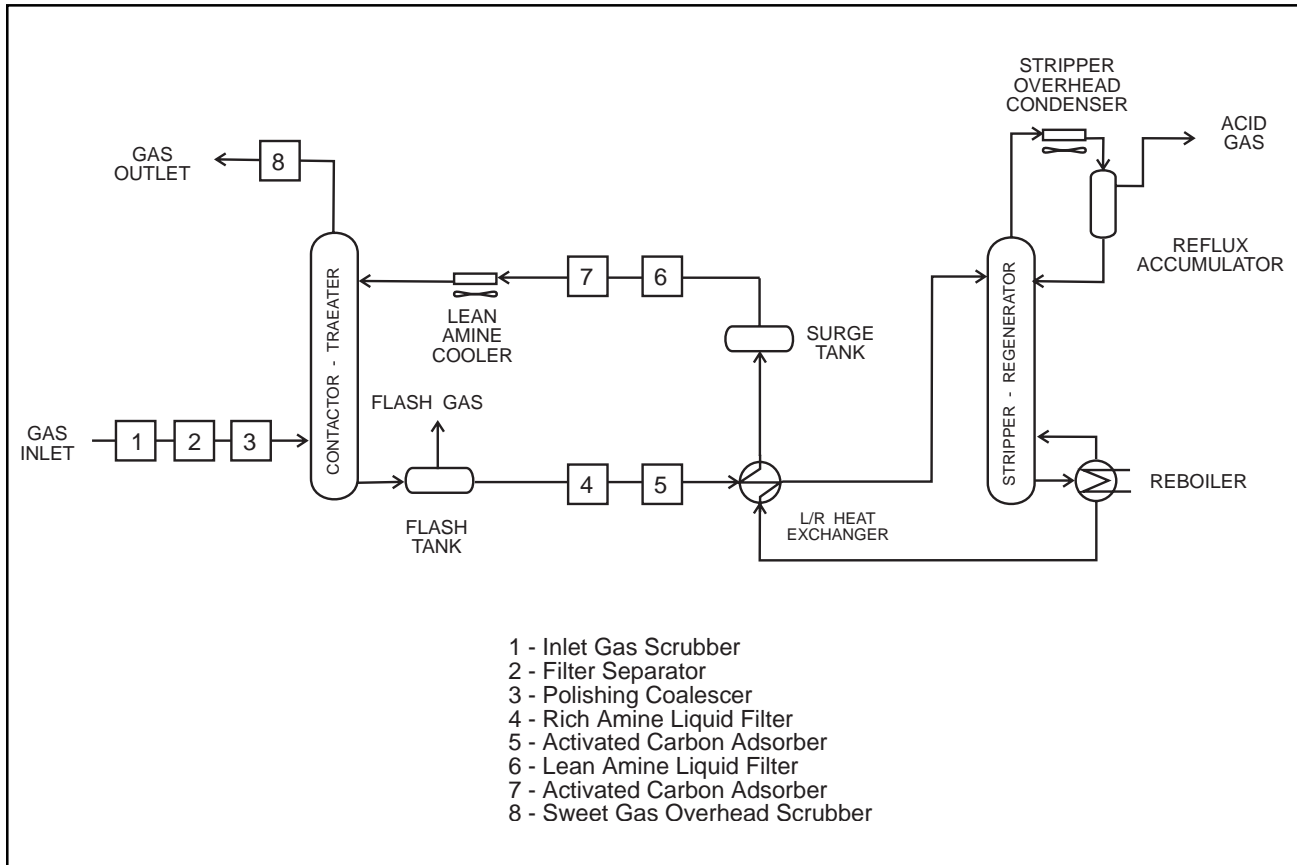 STRIPPER
OVERHEAD
CONDENSER
ACID
GAS
GAS
OUTLET
8
REFLUX
ACCUMULATOR
CONTACTOR - TRAEATER
7
6
LEAN
AMINE
COOLER
SURGE
TANK
STRIPPER - REGENERATOR
FLASH GAS
GAS
INLET
1
2
3
4
5
REBOILER
FLASH
TANK
L/R HEAT
EXCHANGER
1 - Inlet Gas Scrubber
2 - Filter Separator
3 - Polishing Coalescer
4 - Rich Amine Liquid Filter
5 - Activated Carbon Adsorber
6 - Lean Amine Liquid Filter
7 - Activated Carbon Adsorber
8 - Sweet Gas Overhead Scrubber